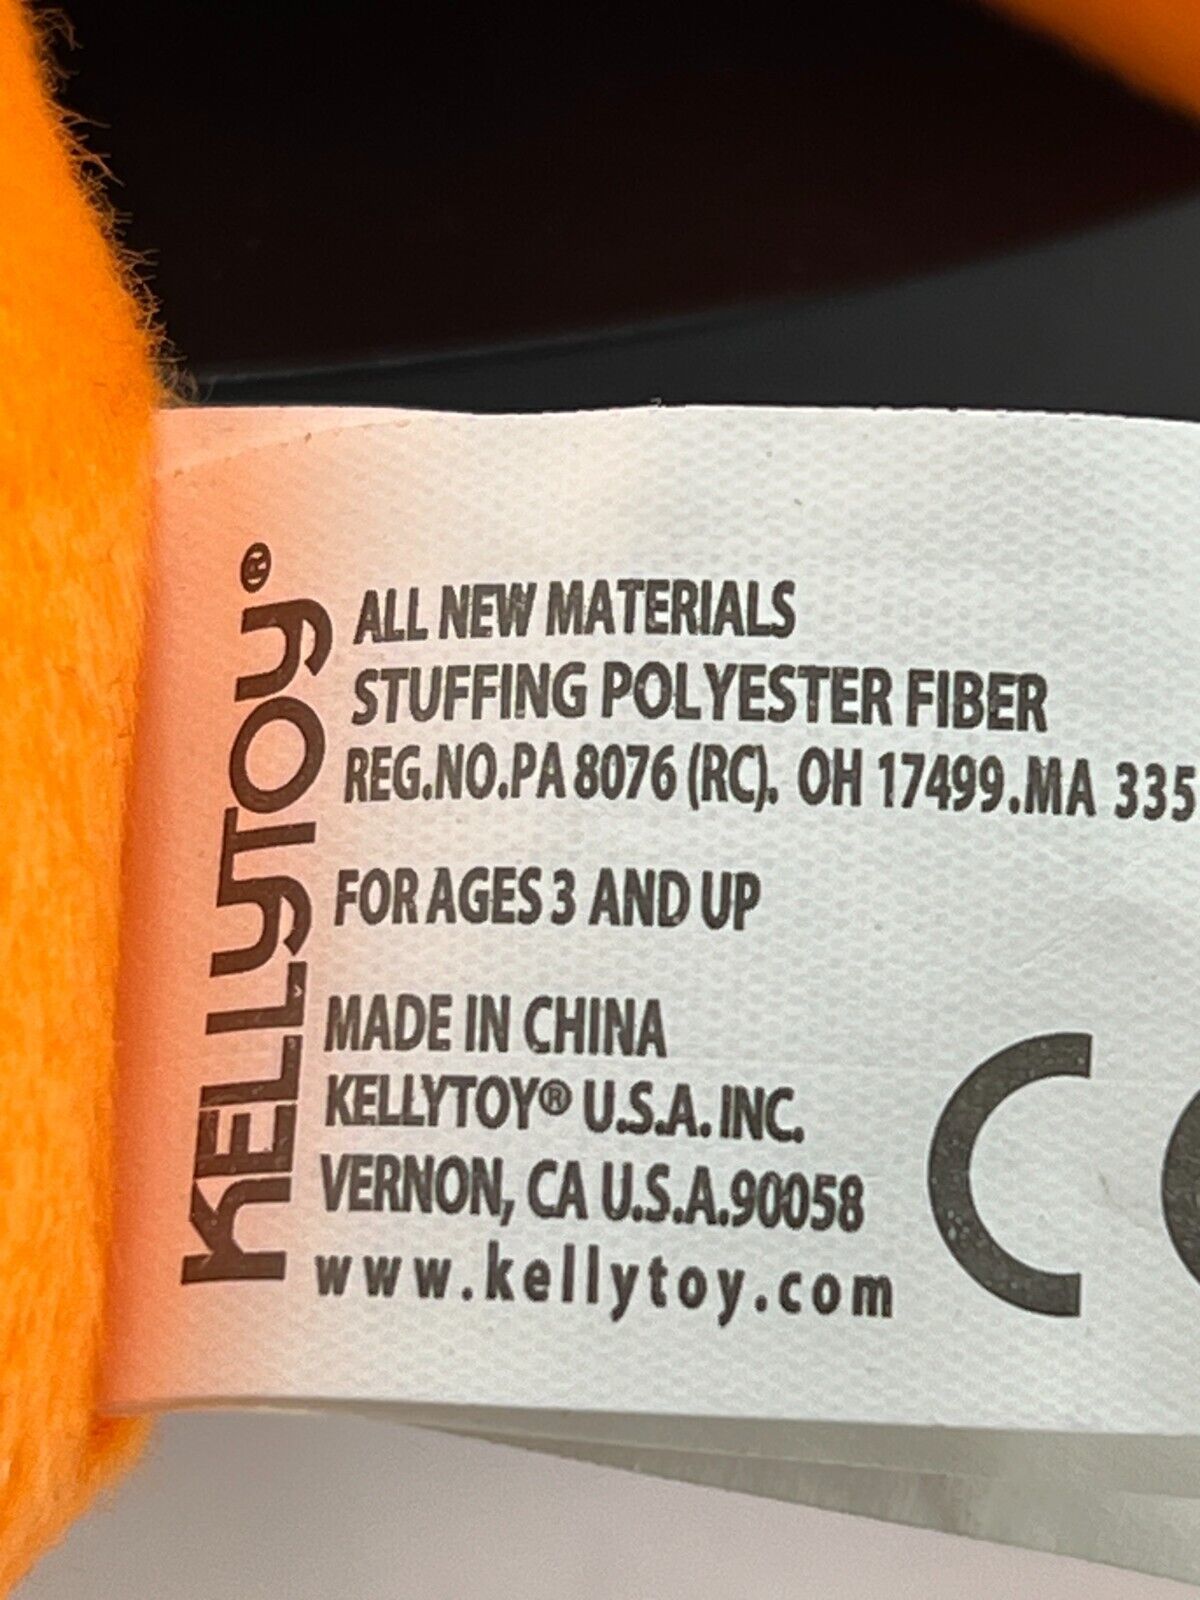 KELLYTOY®
ALL NEW MATERIALS
STUFFING POLYESTER FIBER
REG.NO.PA 8076 (RC). OH 17499.MA 335
FOR AGES 3 AND UP
MADE IN CHINA
KELLYTOY® U.S.A. INC.
VERNON, CA U.S.A.90058
www.kellytoy.com
C